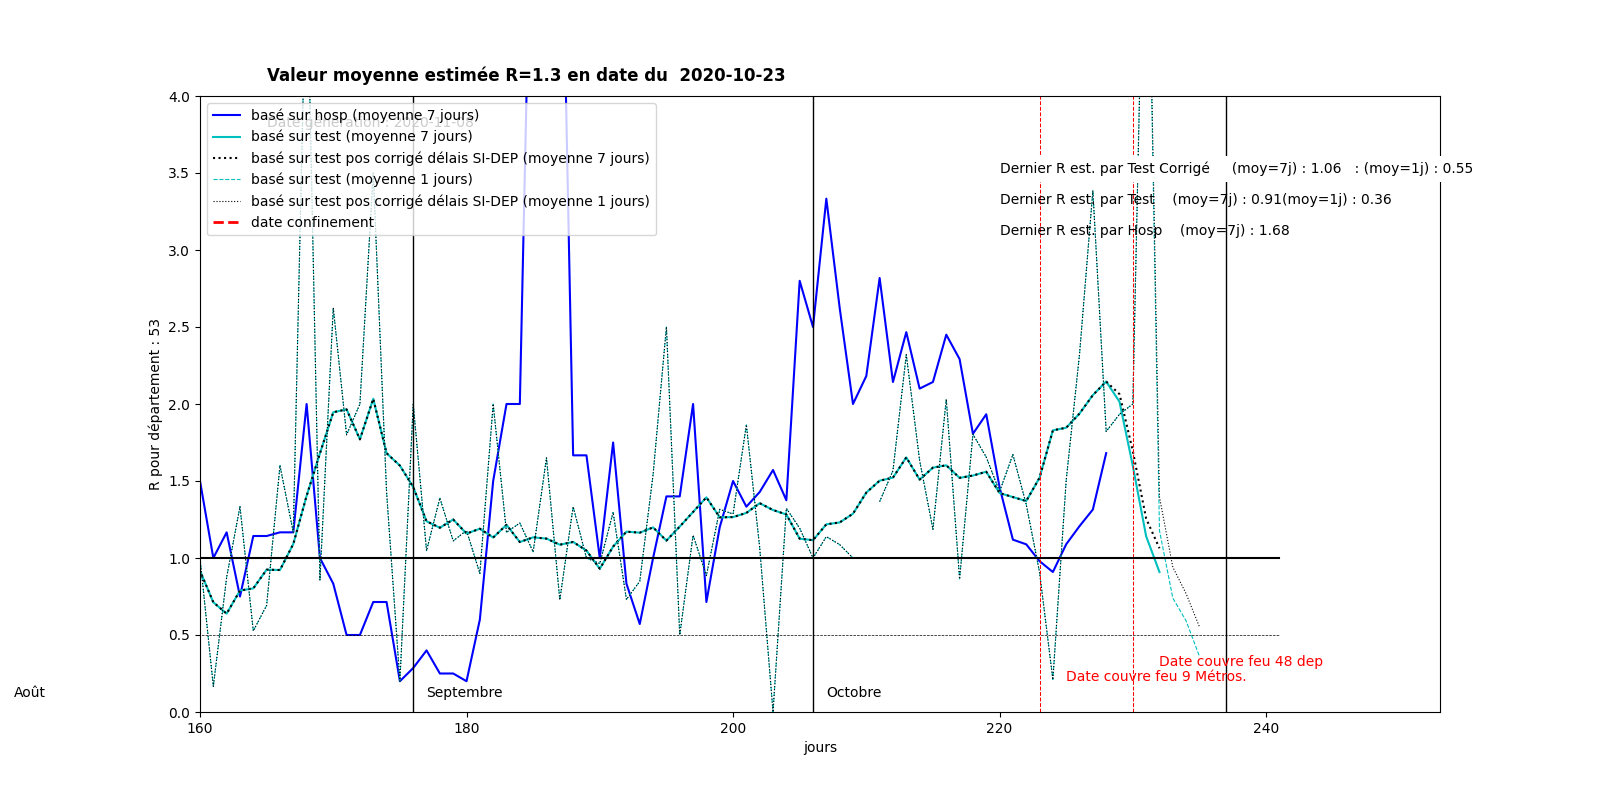 Valeur moyenne estimée R=1.3 en date du 2020-10-23
Date génération : 2020-11-08
basé sur hosp (moyenne 7 jours)
basé sur test (moyenne 7 jours)
basé sur test pos corrigé délais SI-DEP (moyenne 7 jours)
basé sur test (moyenne 1 jours)
basé sur test pos corrigé délais SI-DEP (moyenne 1 jours)
date confinement
Dernier R est. par Test Corrigé (moy=7j) : 1.06 : (moy=1j) : 0.55
Dernier R est. par Test (moy=7j) : 0.91(moy=1j) : 0.36
Dernier R est. par Hosp (moy=7j) : 1.68
4.0
3.5
3.0
2.5
2.0
1.5
1.0
0.5
0.0
R pour département : 53
Date couvre feu 48 dep
Date couvre feu 9 Métros.
Août
Septembre
Octobre
160
180
200
220
240
jours